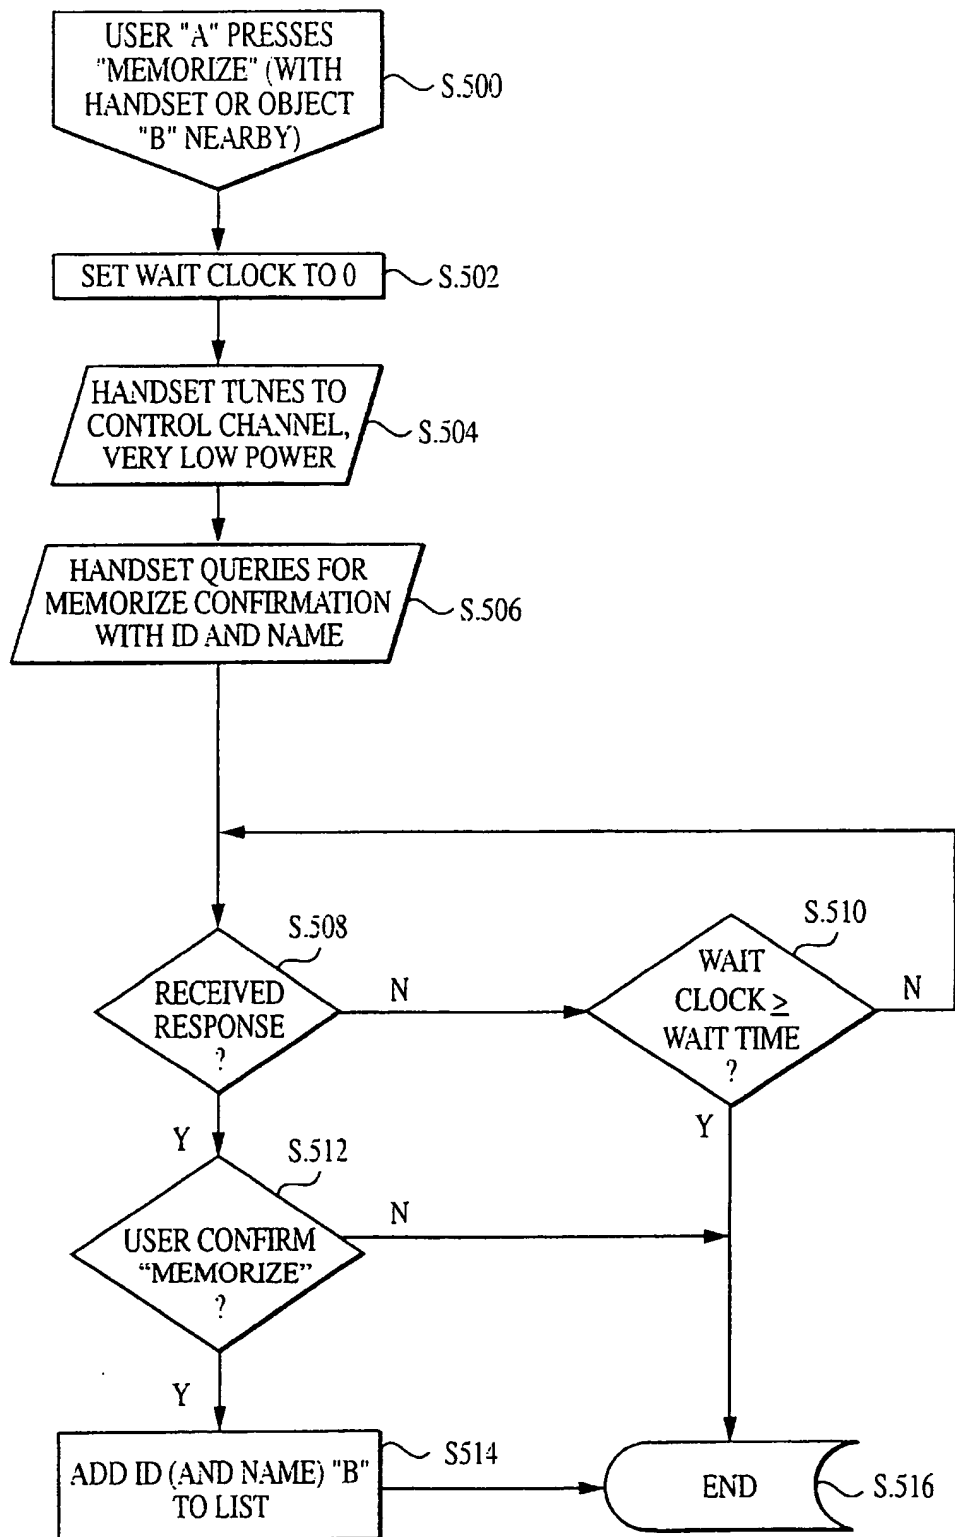 USER "A" PRESSES
"MEMORIZE" (WITH
HANDSET OR OBJECT
"B" NEARBY)
S.500
SET WAIT CLOCK TO 0
S.502
HANDSET TUNES TO
CONTROL CHANNEL,
VERY LOW POWER
S.504
HANDSET QUERIES FOR
MEMORIZE CONFIRMATION
WITH ID AND NAME
S.506
S.508
RECEIVED
RESPONSE
?
N
Y
S.510
WAIT
CLOCK ≥
WAIT TIME
?
N
Y
S.512
USER CONFIRM
“MEMORIZE”
?
N
Y
ADD ID (AND NAME) "B"
TO LIST
S514
END
S.516